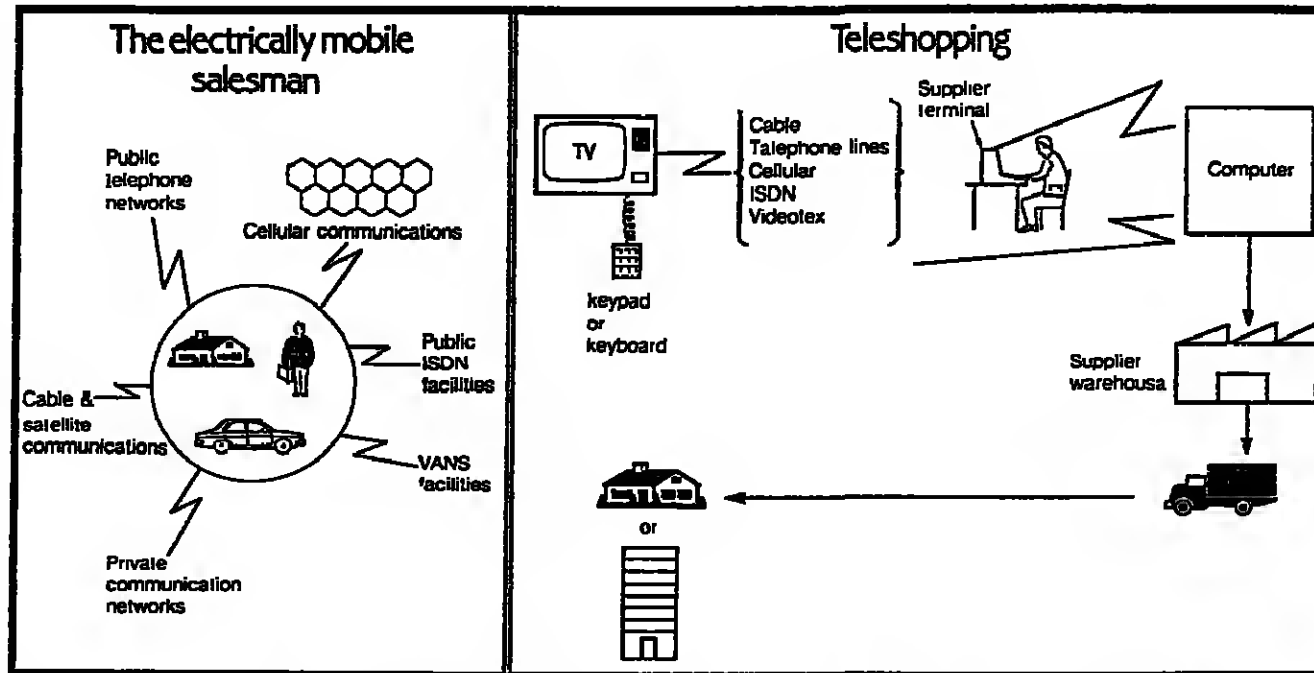 The electrically mobile
salesman
Public
telephone
networks
Cellular communications
Public
ISDN
facilities
Cable &
satellite
communications
VANS
facilities
Private
communication
networks
Teleshopping
TV
keypad
or
keyboard
Cable
Talephone lines
Cellular
ISDN
Videotex
Supplier
terminal
Computer
Supplier
warehousa
or